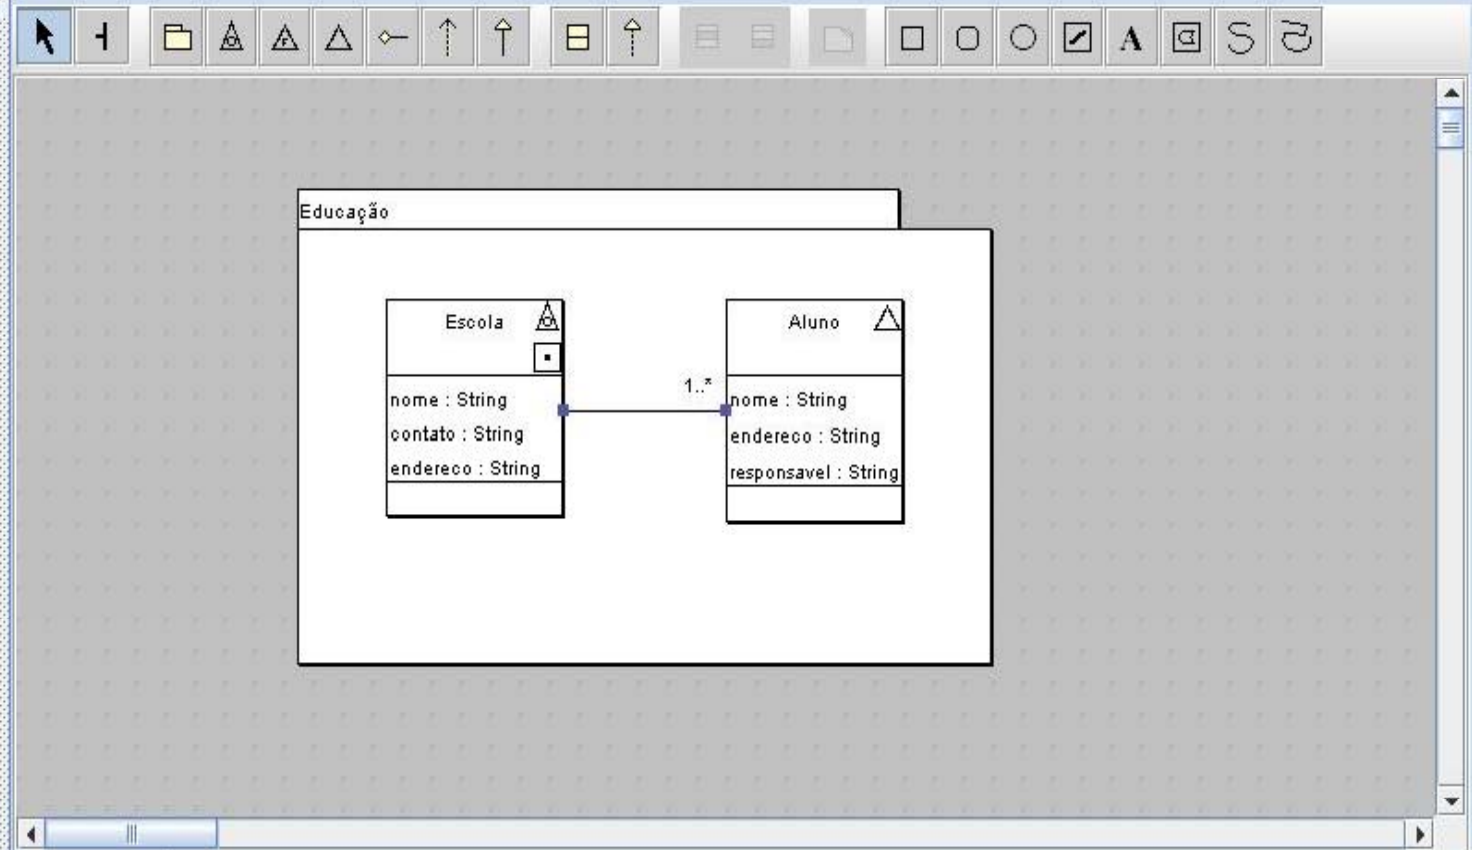 A
Educação
Escola
nome : String
contato : String
endereco : String
1..*
Aluno
nome : String
endereco : String
responsavel : String